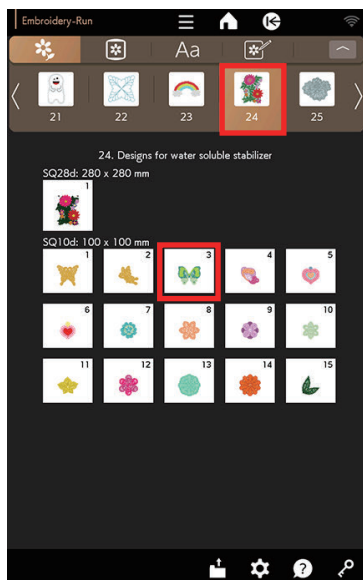 Embroidery-Run
Aa
21 22 23 24 25
24. Designs for water soluble stabilizer
SQ28d: 280 x 280 mm
1
SQ10d: 100 x 100 mm
1 2 3 4 5
6 7 8 9 10
11 12 13 14 15
?